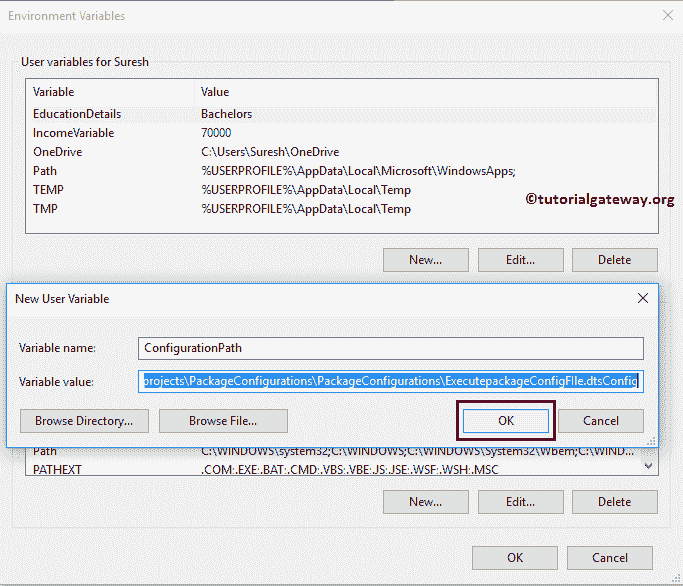 Environment Variables
User variables for Suresh
Variable Value
EducationDetails Bachelors
IncomeVariable 70000
OneDrive C:\Users\Suresh\OneDrive
Path %USERPROFILE%\AppData\Local\Microsoft\WindowsApps;
TEMP %USERPROFILE%\AppData\Local\Temp
TMP %USERPROFILE%\AppData\Local\Temp
©tutorialgateway.org
New... Edit... Delete
New User Variable
Variable name: ConfigurationPath
Variable value: projects\PackageConfigurations\PackageConfigurations\ExecutepackageConfigFIle.dtsConfig
Browse Directory... Browse File... OK Cancel
Path C:\WINDOWS\system32;C:\WINDOWS;C:\WINDOWS\System32\Wbem;C:\WIND...
PATHEXT .COM;.EXE;.BAT;.CMD;.VBS;.VBE;.JS;.JSE;.WSF;.WSH;.MSC
New... Edit... Delete
OK Cancel